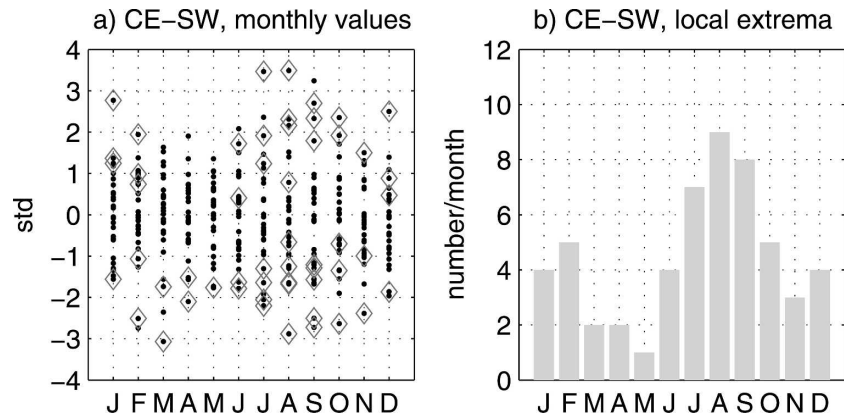 a) CE−SW, monthly values
4
3
2
1
0
−1
−2
−3
−4
std
J F M A M J J A S O N D
b) CE−SW, local extrema
12
10
8
6
4
2
0
number/month
J F M A M J J A S O N D